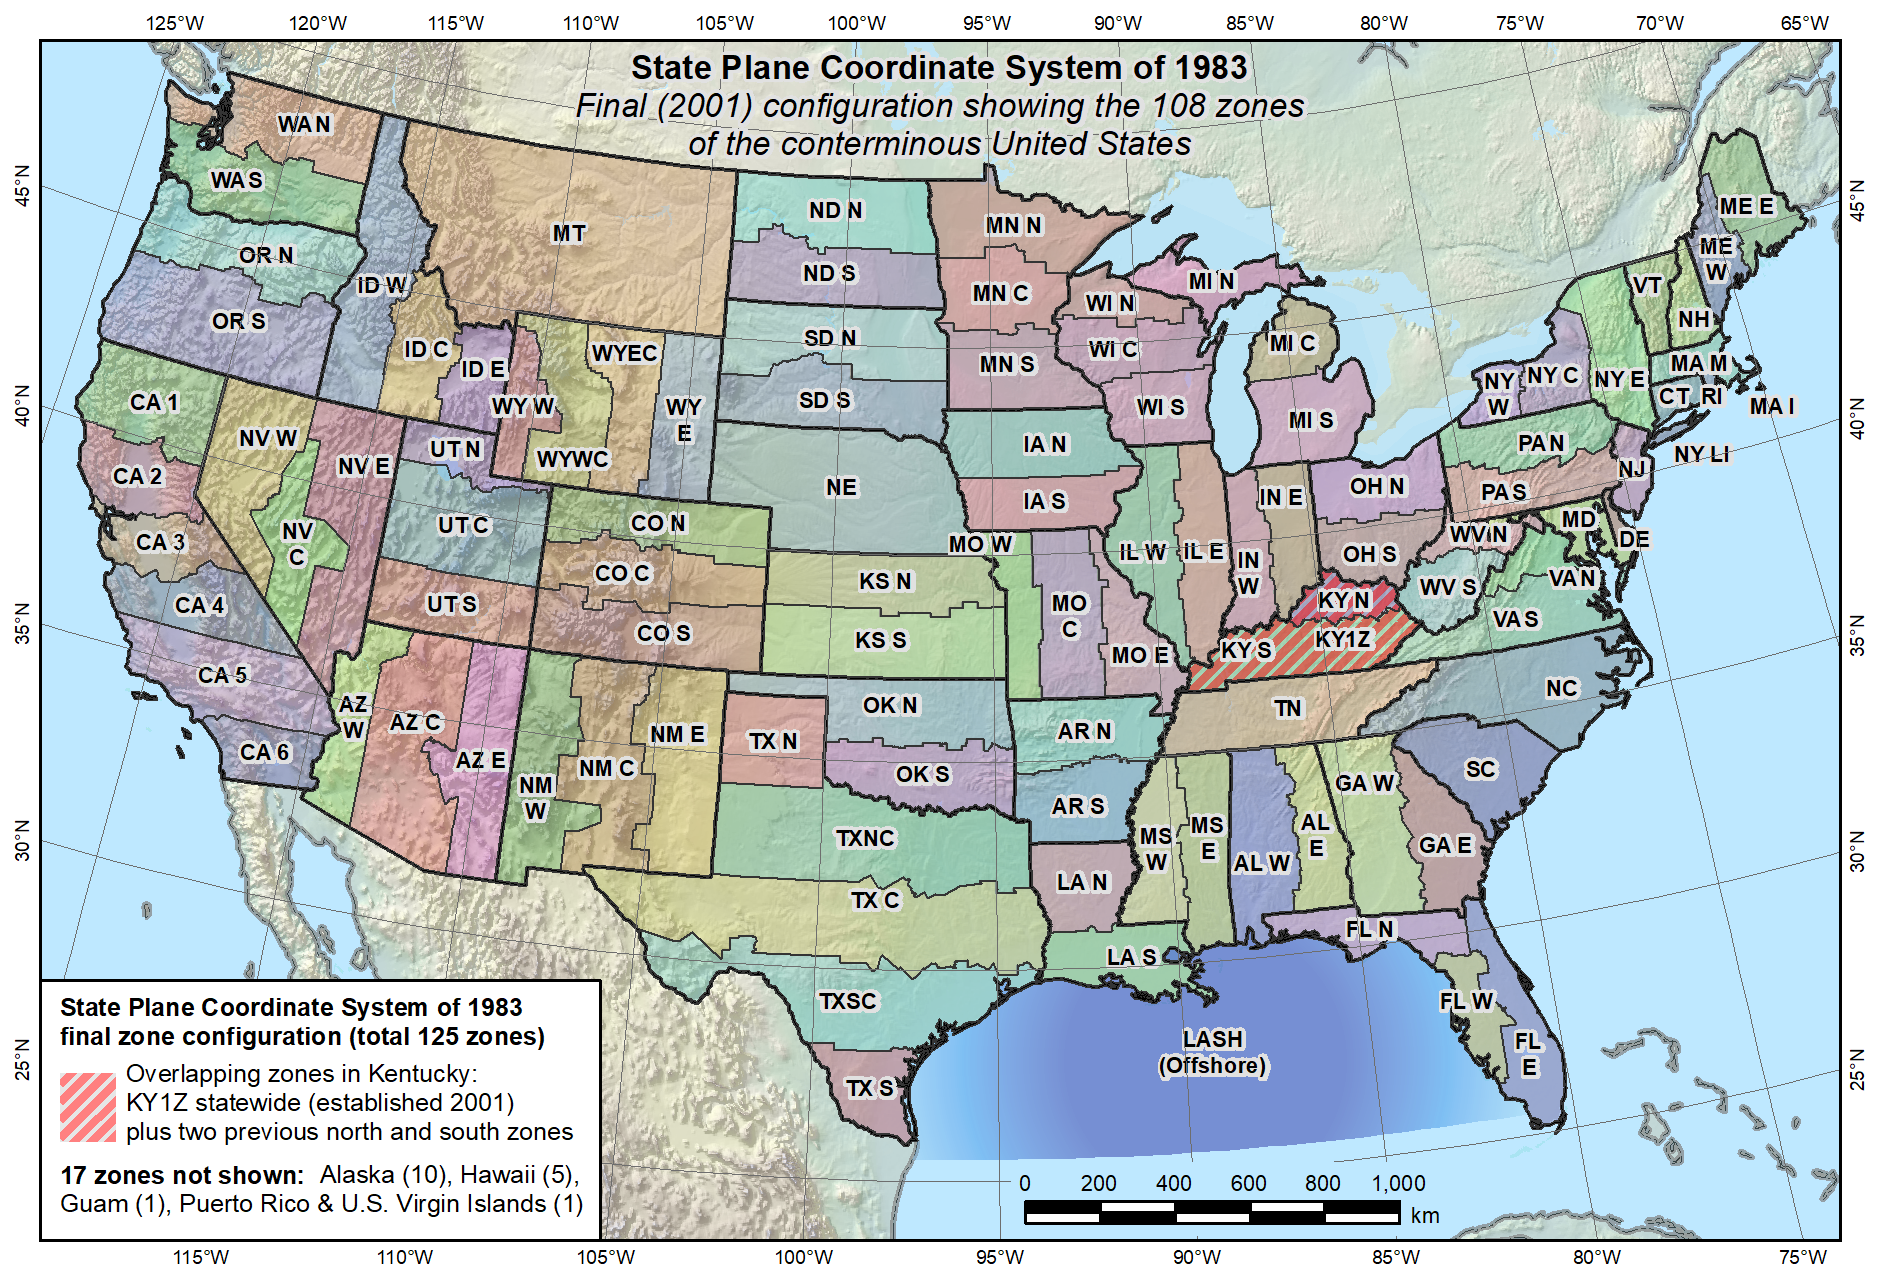 125°W 120°W 115°W 110°W 105°W 100°W 95°W 90°W 85°W 80°W 75°W 70°W 65°W
State Plane Coordinate System of 1983
Final (2001) configuration showing the 108 zones
of the conterminous United States
45°N
40°N
35°N
30°N
25°N
45°N
40°N
35°N
30°N
25°N
WA N
WA S
OR N
OR S
ID W
ID C
ID E
MT
ND N
ND S
SD N
SD S
MN N
MN C
MN S
WI N
WI C
WI S
MI N
MI C
MI S
ME E
ME
W
VT
NH
MA M
MA I
CT
RI
NY
W
NY C
NY E
NY LI
NJ
PA N
PA S
MD
DE
WYEC
WY W
WYWC
WY
E
CA 1
CA 2
CA 3
CA 4
CA 5
CA 6
NV W
NV
C
NV E
UT N
UT C
UT S
CO N
CO C
CO S
NE
KS N
KS S
IA N
IA S
MO W
MO
C
MO E
IL W
IL E
IN
W
IN E
OH N
OH S
WV N
WV S
VA N
VA S
KY N
KY S
KY1Z
TN
NC
SC
AZ
W
AZ C
AZ E
NM
W
NM C
NM E
TX N
TXNC
TX C
TXSC
TX S
OK N
OK S
AR N
AR S
LA N
LA S
MS
W
MS
E
AL W
AL
E
GA W
GA E
FL N
FL W
FL
E
LASH
(Offshore)
State Plane Coordinate System of 1983
final zone configuration (total 125 zones)
Overlapping zones in Kentucky:
KY1Z statewide (established 2001)
plus two previous north and south zones
17 zones not shown: Alaska (10), Hawaii (5),
Guam (1), Puerto Rico & U.S. Virgin Islands (1)
0 200 400 600 800 1,000
km
115°W 110°W 105°W 100°W 95°W 90°W 85°W 80°W 75°W